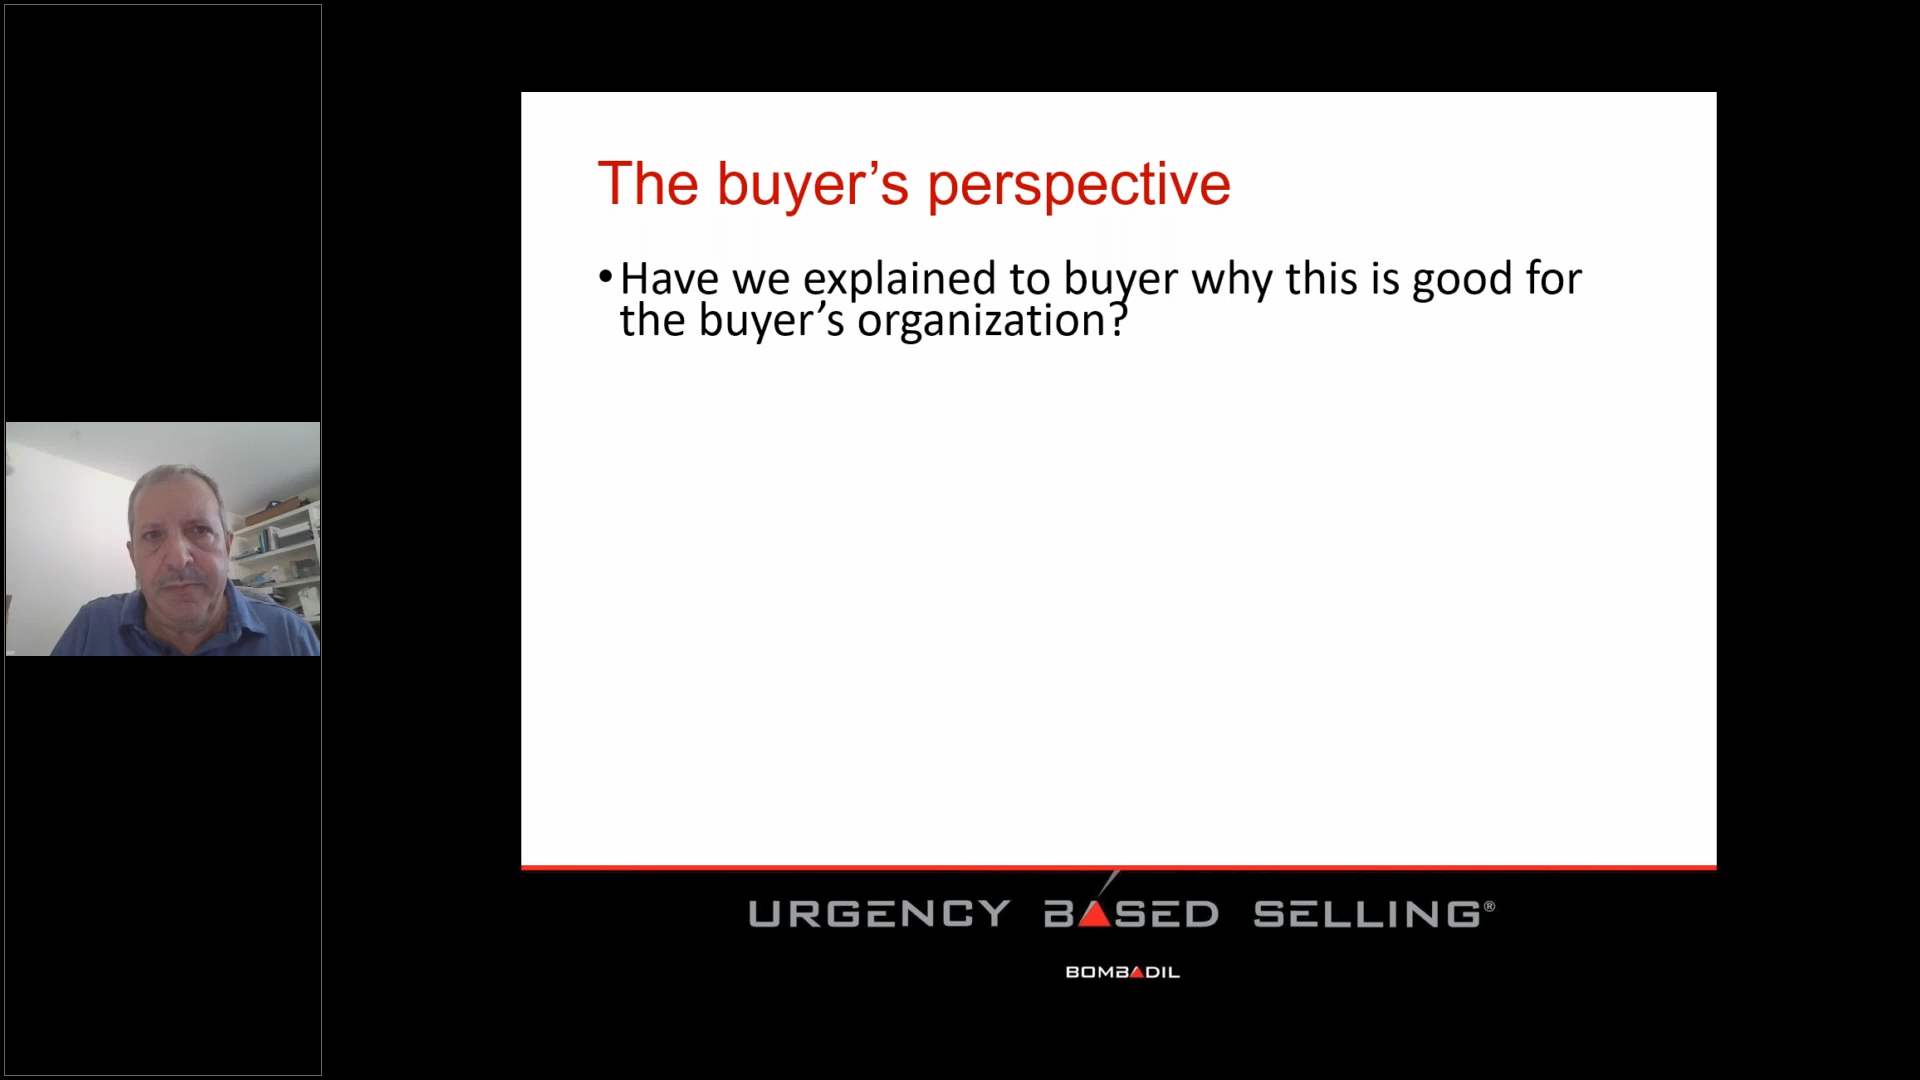 The buyer’s perspective
•Have we explained to buyer why this is good for
the buyer’s organization?
URGENCY BASED SELLING®
BOMBADIL